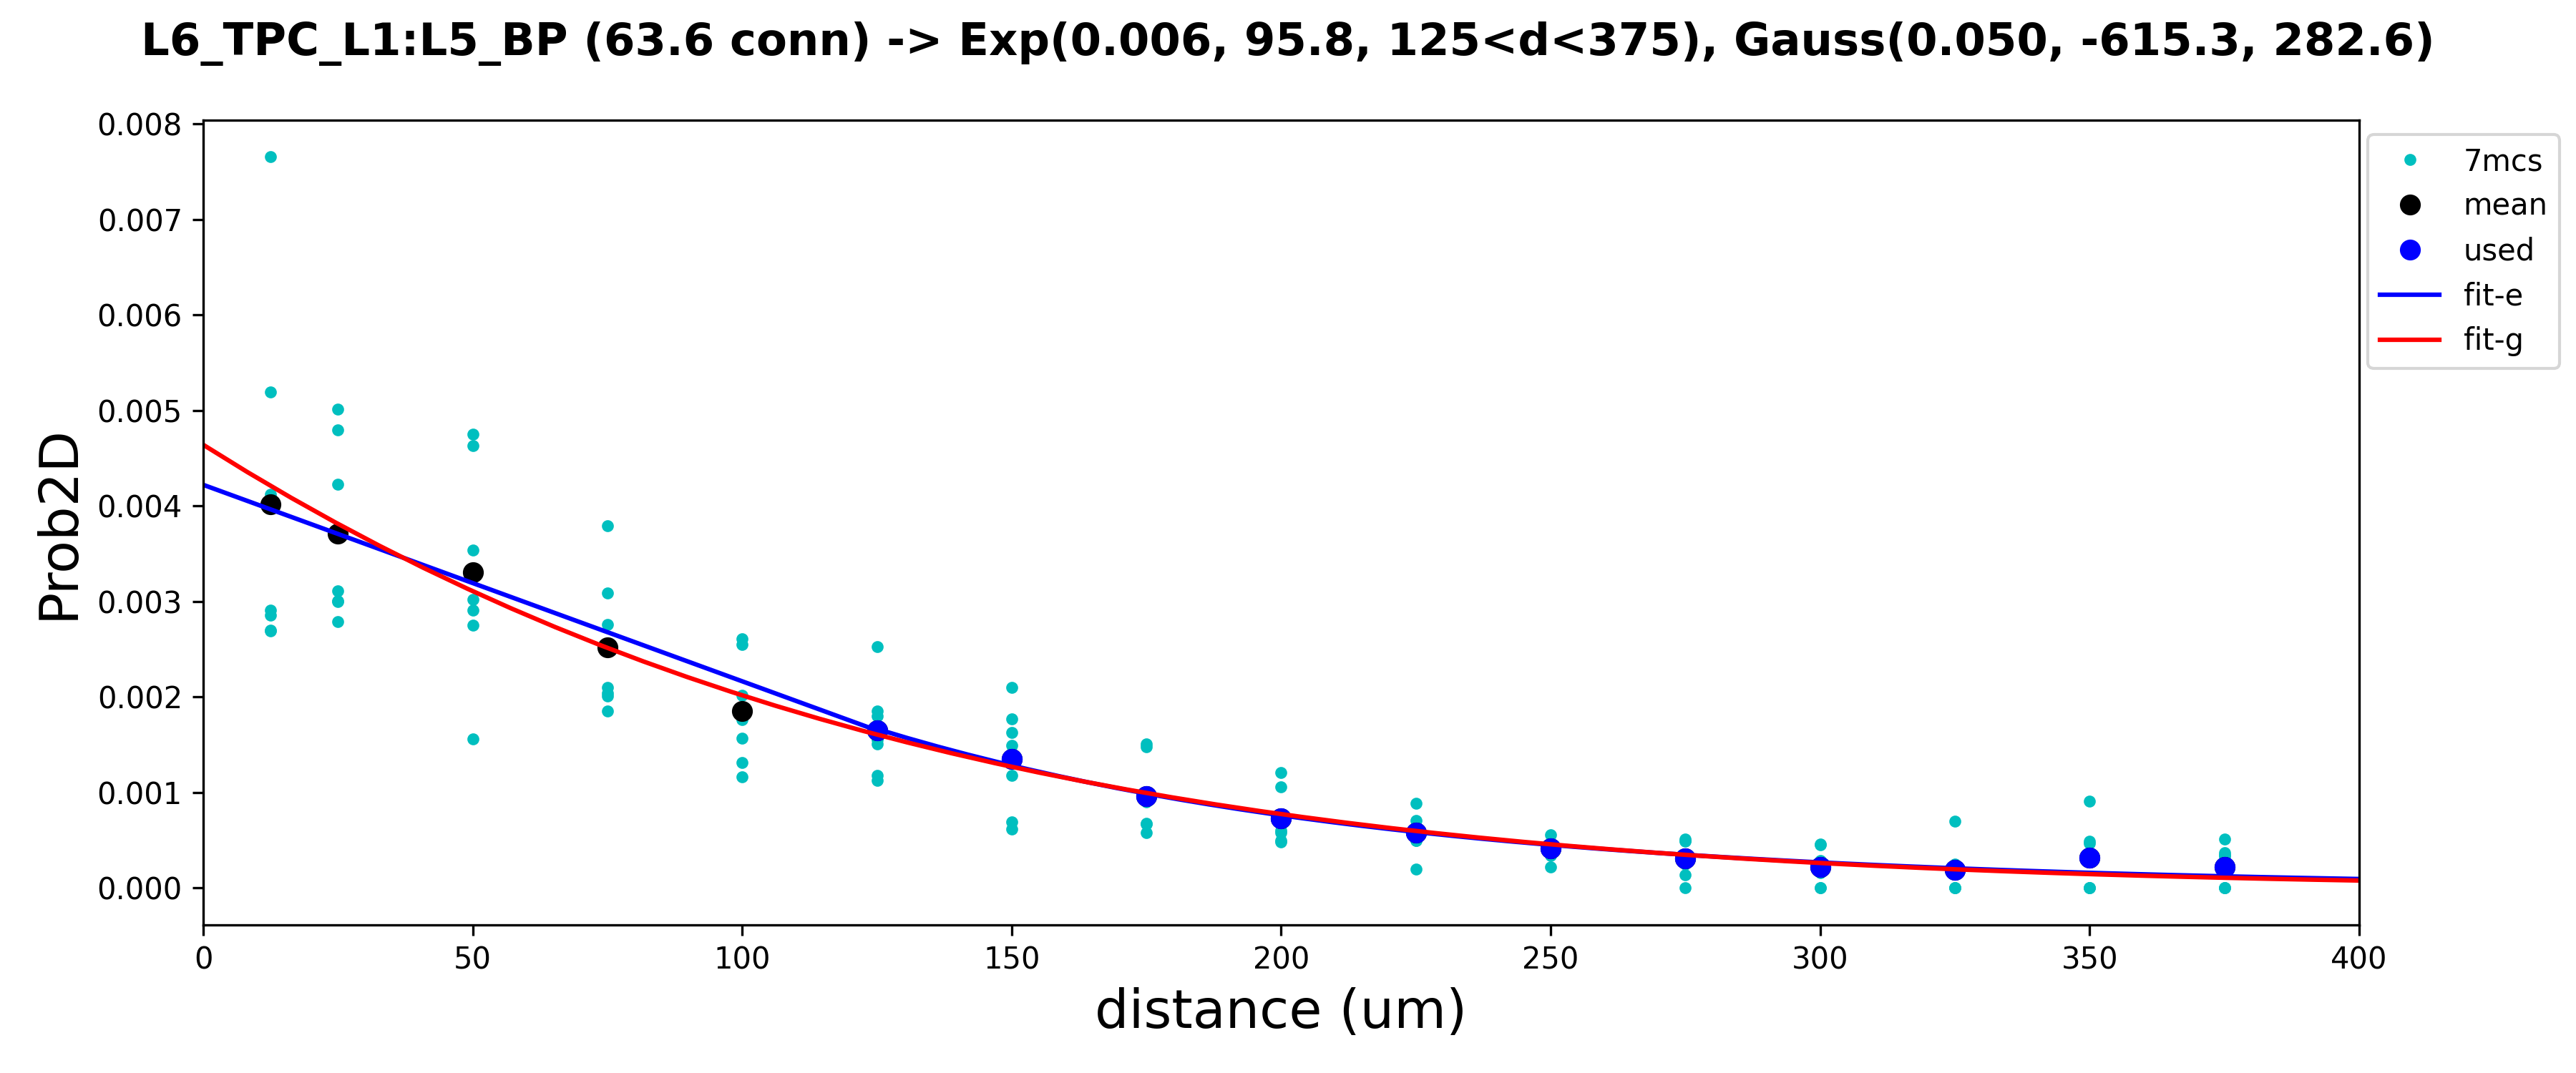 L6_TPC_L1:L5_BP (63.6 conn) -> Exp(0.006, 95.8, 125<d<375), Gauss(0.050, -615.3, 282.6)
0.008
0.007
0.006
0.005
0.004
0.003
0.002
0.001
0.000
Prob2D
0 50 100 150 200 250 300 350 400
distance (um)
7mcs
mean
used
fit-e
fit-g